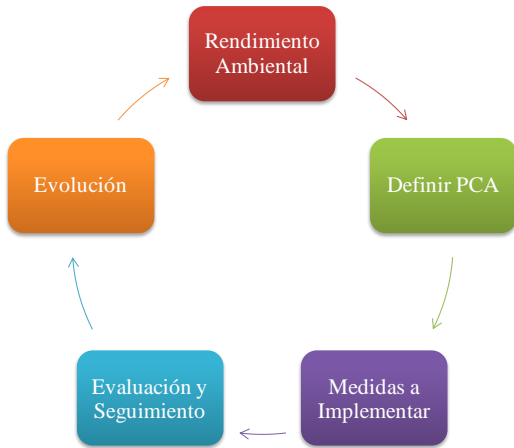 Rendimiento
Ambiental
Definir PCA
Medidas a
Implementar
Evaluación y
Seguimiento
Evolución